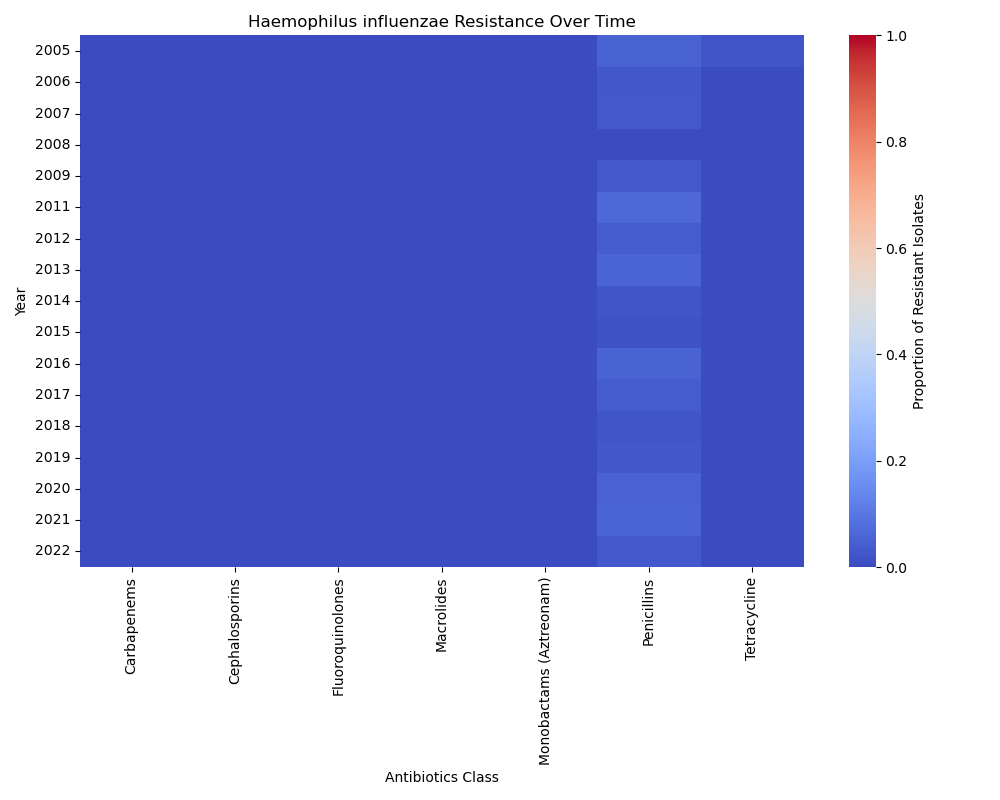 Haemophilus influenzae Resistance Over Time
Year
2005
2006
2007
2008
2009
2011
2012
2013
2014
2015
2016
2017
2018
2019
2020
2021
2022
Carbapenems
Cephalosporins
Fluoroquinolones
Macrolides
Monobactams (Aztreonam)
Penicillins
Tetracycline
Antibiotics Class
1.0
0.8
0.6
0.4
0.2
0.0
Proportion of Resistant Isolates